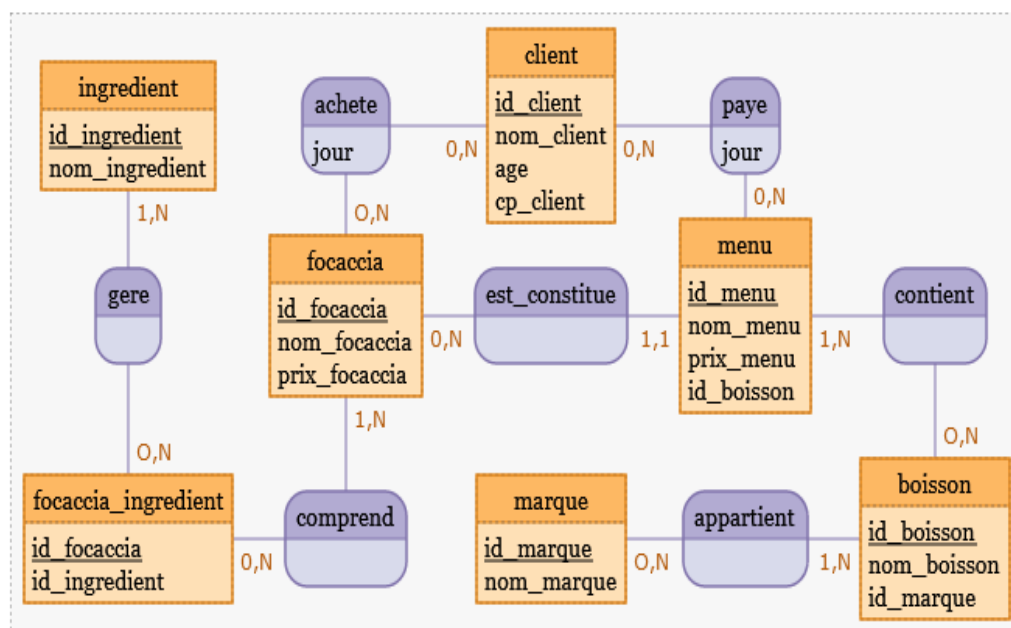 ingredient
id_ingredient
nom_ingredient
1,N
gere
O,N
focaccia_ingredient
id_focaccia
id_ingredient
0,N
comprend
1,N
focaccia
id_focaccia
nom_focaccia
prix_focaccia
O,N
achete
jour
0,N
client
id_client
nom_client
age
cp_client
0,N
paye
jour
0,N
menu
id_menu
nom_menu
prix_menu
id_boisson
1,1
est_constitue
0,N
1,N
contient
O,N
boisson
id_boisson
nom_boisson
id_marque
1,N
appartient
O,N
marque
id_marque
nom_marque